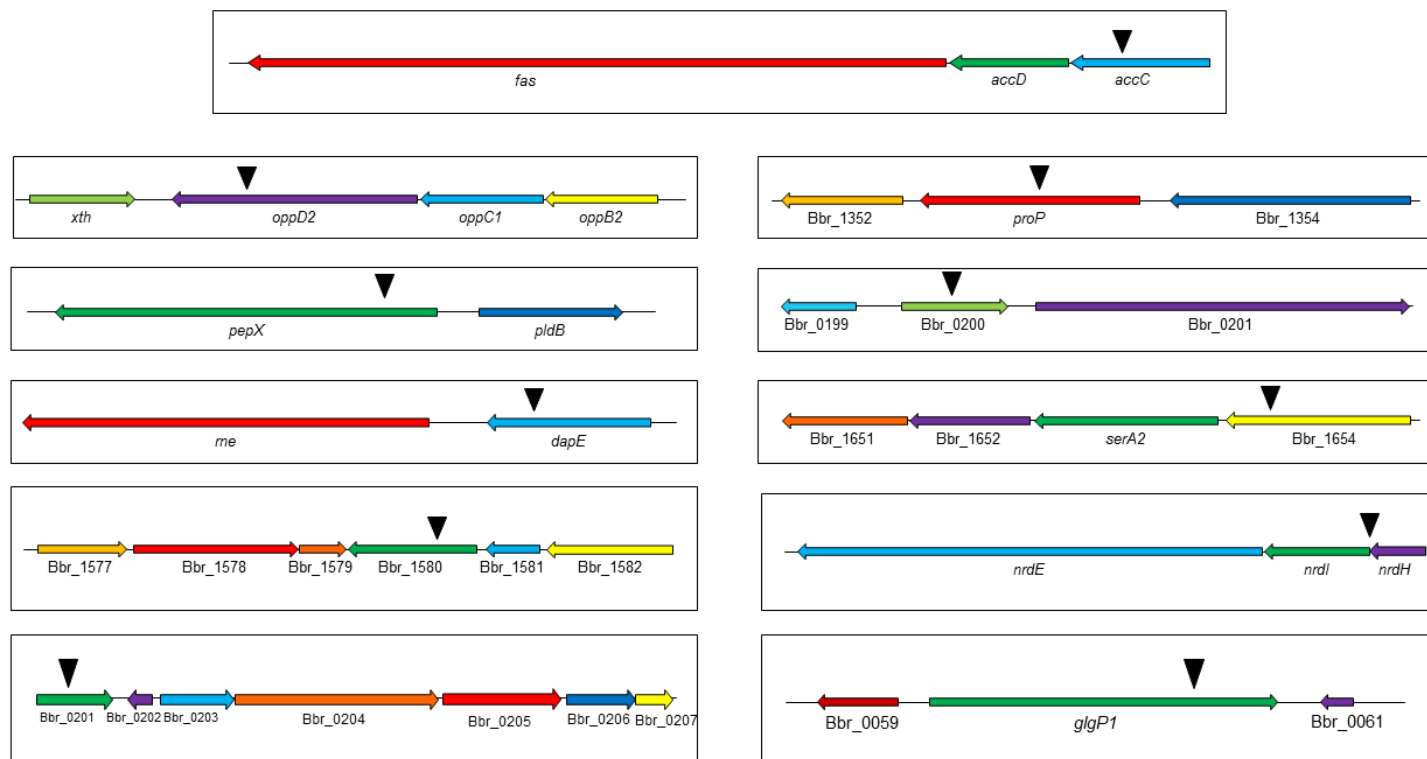 fas accD accC
xth oppD2 oppC1 oppB2
Bbr_1352 proP Bbr_1354
pepX pldB
Bbr_0199 Bbr_0200 Bbr_0201
rne dapE
Bbr_1651 Bbr_1652 serA2 Bbr_1654
Bbr_1577 Bbr_1578 Bbr_1579 Bbr_1580 Bbr_1581 Bbr_1582
nrdE nrdI nrdH
Bbr_0201 Bbr_0202 Bbr_0203 Bbr_0204 Bbr_0205 Bbr_0206 Bbr_0207
Bbr_0059 glgP1 Bbr_0061